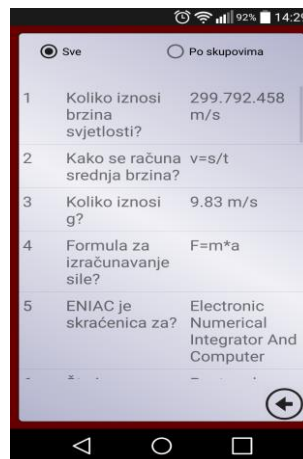 92% 14:29
Sve Po skupovima
1 Koliko iznosi 299.792.458
brzina m/s
svjetlosti?
2 Kako se računa v=s/t
srednja brzina?
3 Koliko iznosi 9.83 m/s
g?
4 Formula za F=m*a
izračunavanje
sile?
5 ENIAC je Electronic
skraćenica za? Numerical
Integrator And
Computer